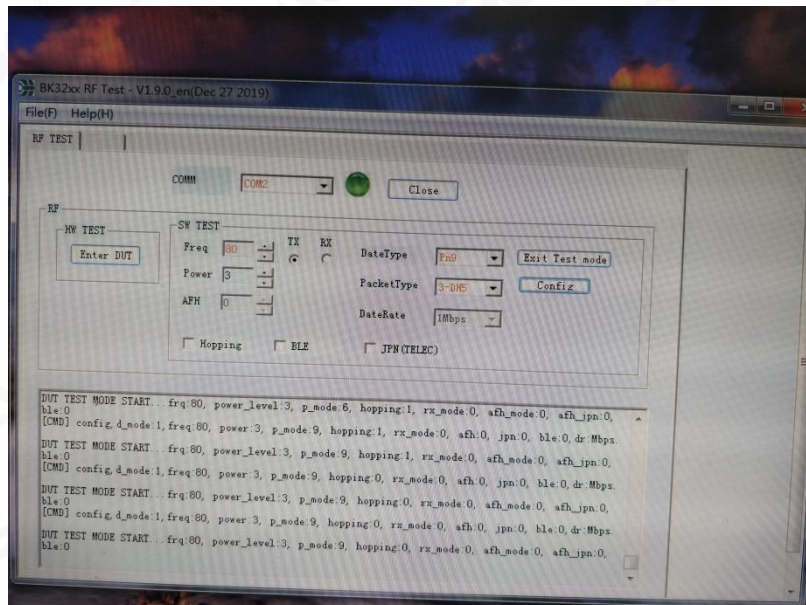 BK32xx RF Test - V1.9.0_en(Dec 27 2019)
File(F) Help(H)
RF TEST
COMM COM2 Close
RF
HW TEST
Enter DUT
SW TEST
Freq 80 TX RX DateType Pn9 Exit Test mode
Power 3 PacketType 3-DH5 Config
AFH 0 DateRate 1Mbps
Hopping BLE JPN(TELEC)
DUT TEST MODE START...frq:80, power_level:3, p_mode:6, hopping:1, rx_mode:0, afh_mode:0, afh_jpn:0,
ble:0
[CMD] config,d_mode:1,freq:80, power:3, p_mode:9, hopping:1, rx_mode:0, afh:0, jpn:0, ble:0,dr:Mbps.
DUT TEST MODE START...frq:80, power_level:3, p_mode:9, hopping:1, rx_mode:0, afh_mode:0, afh_jpn:0,
ble:0
[CMD] config,d_mode:1,freq:80, power:3, p_mode:9, hopping:0, rx_mode:0, afh:0, jpn:0, ble:0,dr:Mbps.
DUT TEST MODE START...frq:80, power_level:3, p_mode:9, hopping:0, rx_mode:0, afh_mode:0, afh_jpn:0,
ble:0
[CMD] config,d_mode:1,freq:80, power:3, p_mode:9, hopping:0, rx_mode:0, afh:0, jpn:0, ble:0,dr:Mbps.
DUT TEST MODE START...frq:80, power_level:3, p_mode:9, hopping:0, rx_mode:0, afh_mode:0, afh_jpn:0,
ble:0